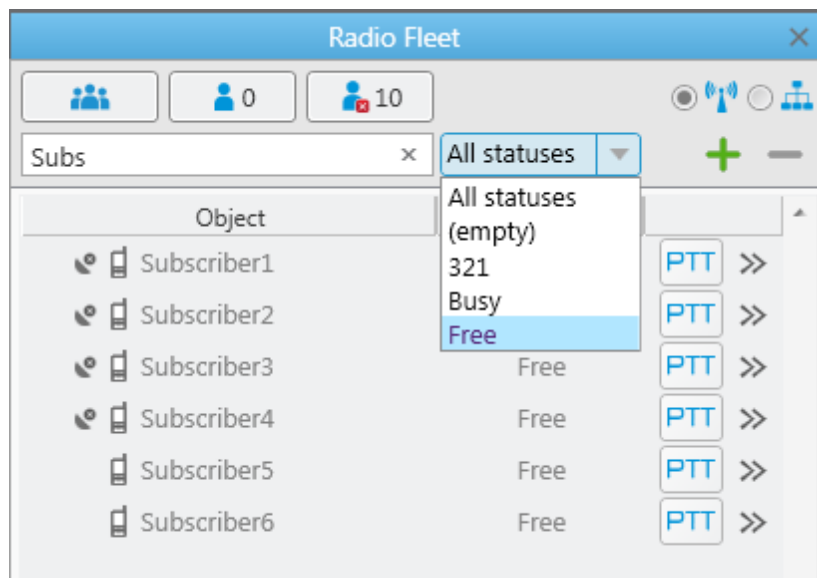 Radio Fleet
0 10
Subs All statuses
All statuses
(empty)
321
Busy
Free
Object
Subscriber1 PTT
Subscriber2 PTT
Subscriber3 Free PTT
Subscriber4 Free PTT
Subscriber5 Free PTT
Subscriber6 Free PTT